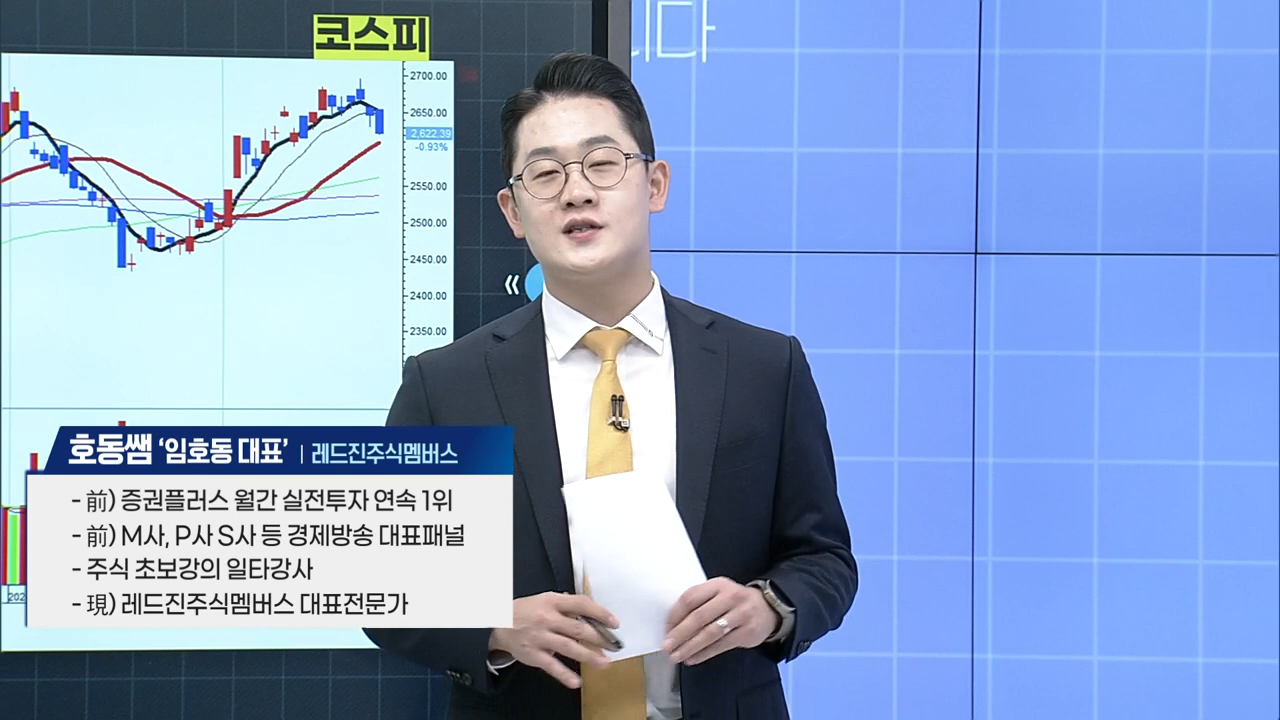 코스피
니다
2700.00
2650.00
2,622.39
-0.93%
2550.00
2500.00
2450.00
2400.00
2350.00
«
호동쌤 ‘임호동 대표’ | 레드진주식멤버스
- 前) 증권플러스 월간 실전투자 연속 1위
- 前) M사, P사 S사 등 경제방송 대표패널
- 주식 초보강의 일타강사
- 現) 레드진주식멤버스 대표전문가
202